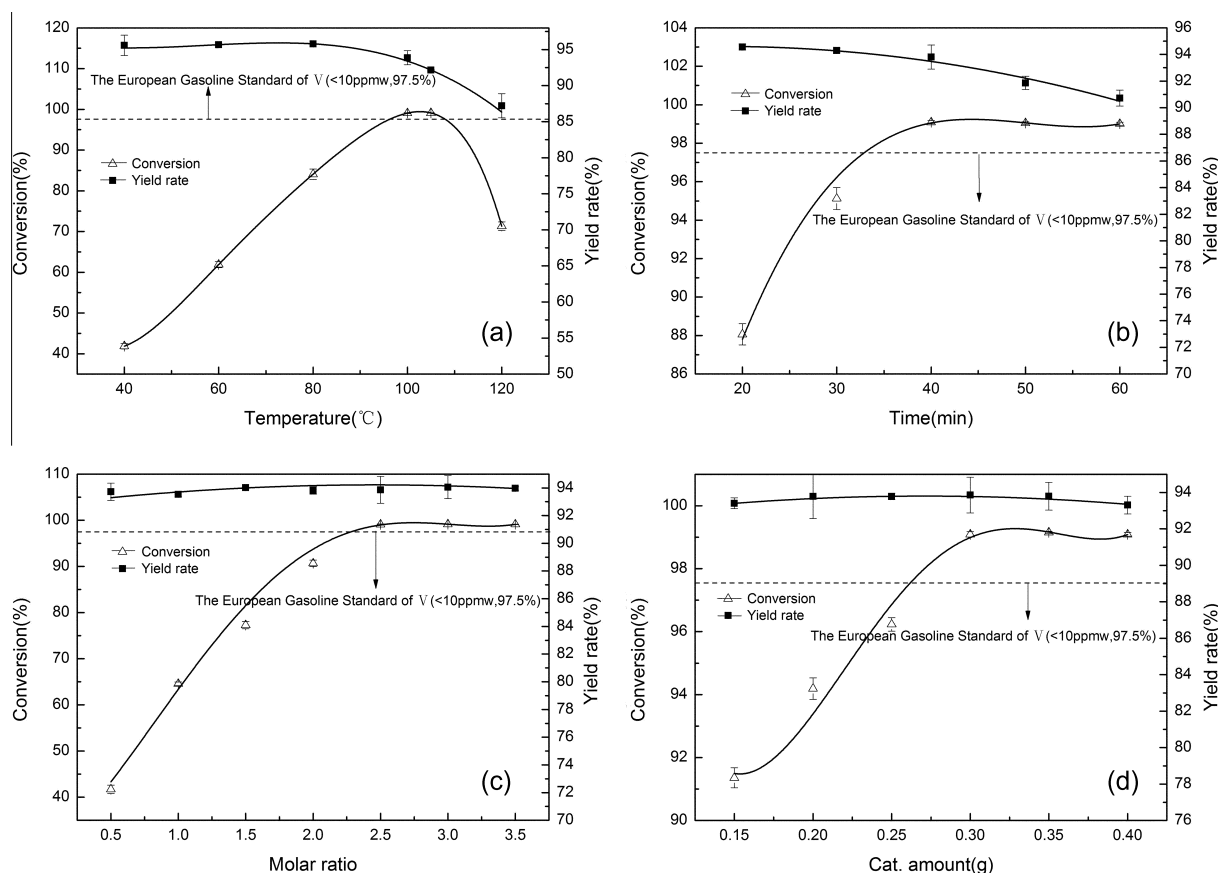 120
110
100
90
80
70
60
50
40
Conversion(%)
95
90
85
80
75
70
65
60
55
50
Yield rate(%)
The European Gasoline Standard of Ⅴ(<10ppmw,97.5%)
Conversion
Yield rate
(a)
40 60 80 100 120
Temperature(℃)
104
102
100
98
96
94
92
90
88
86
Conversion(%)
96
94
92
90
88
86
84
82
80
78
76
74
72
70
Yield rate(%)
Conversion
Yield rate
The European Gasoline Standard of Ⅴ(<10ppmw,97.5%)
(b)
20 30 40 50 60
Time(min)
110
100
90
80
70
60
50
40
Conversion(%)
94
92
90
88
86
84
82
80
78
76
74
72
70
Yield rate(%)
Conversion
Yield rate
The European Gasoline Standard of Ⅴ(<10ppmw,97.5%)
(c)
0.5 1.0 1.5 2.0 2.5 3.0 3.5
Molar ratio
100
98
96
94
92
90
Conversion(%)
94
92
90
88
86
84
82
80
78
76
Yield rate(%)
Conversion
Yield rate
The European Gasoline Standard of Ⅴ(<10ppmw,97.5%)
(d)
0.15 0.20 0.25 0.30 0.35 0.40
Cat. amount(g)